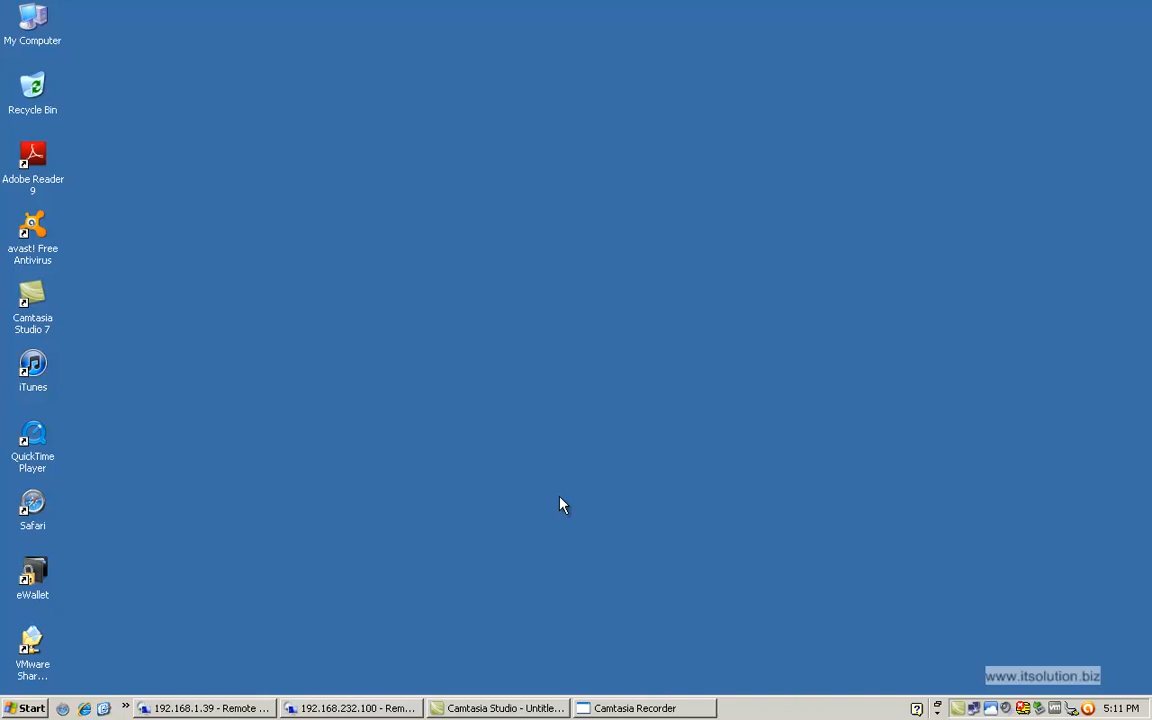 My Computer
Recycle Bin
Adobe Reader
9
avast! Free
Antivirus
Camtasia
Studio 7
iTunes
QuickTime
Player
Safari
eWallet
VMware
Shar...
www.itsolution.biz
Start
»
192.168.1.39 - Remote ...
192.168.232.100 - Rem...
Camtasia Studio - Untitle...
Camtasia Recorder
5:11 PM